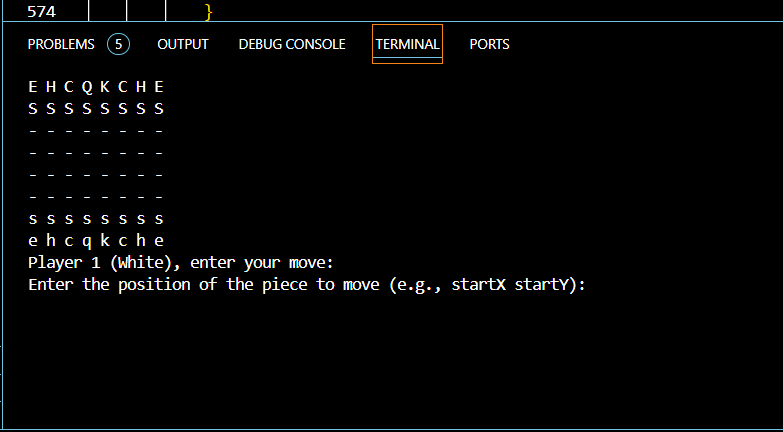 574 }
PROBLEMS 5 OUTPUT DEBUG CONSOLE TERMINAL PORTS
E H C Q K C H E
S S S S S S S S
- - - - - - - -
- - - - - - - -
- - - - - - - -
- - - - - - - -
s s s s s s s s
e h c q k c h e
Player 1 (White), enter your move:
Enter the position of the piece to move (e.g., startX startY):